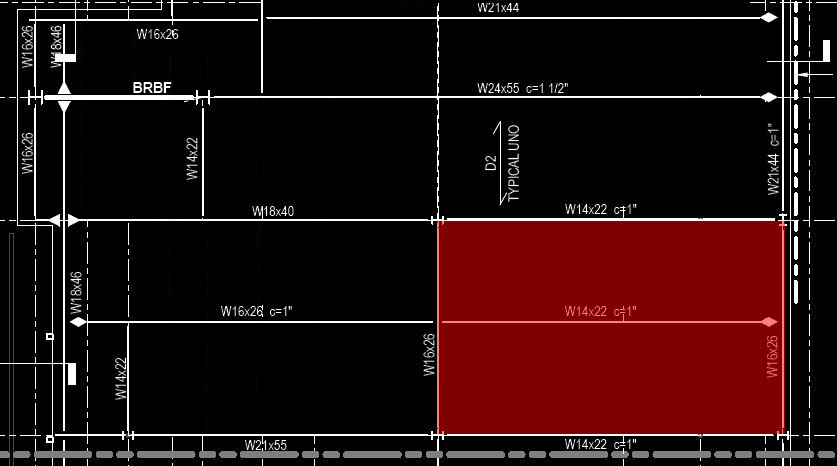 W21x44
W16x26
W18x46
W16x26
BRBF
W24x55 c=1 1/2"
W16x26
W14x22
D2
TYPICAL UNO
W21x44 c=1"
W18x40
W14x22 c=1"
W18x46
W16x26 c=1"
W14x22 c=1"
W14x22
W16x26
W16x26
W21x55
W14x22 c=1"